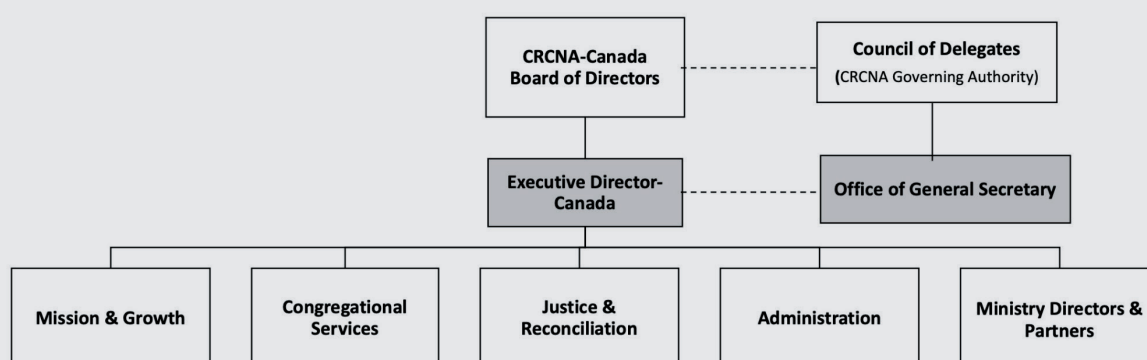 CRCNA-Canada
Board of Directors
Council of Delegates
(CRCNA Governing Authority)
Executive Director-
Canada
Office of General Secretary
Mission & Growth
Congregational
Services
Justice &
Reconciliation
Administration
Ministry Directors &
Partners